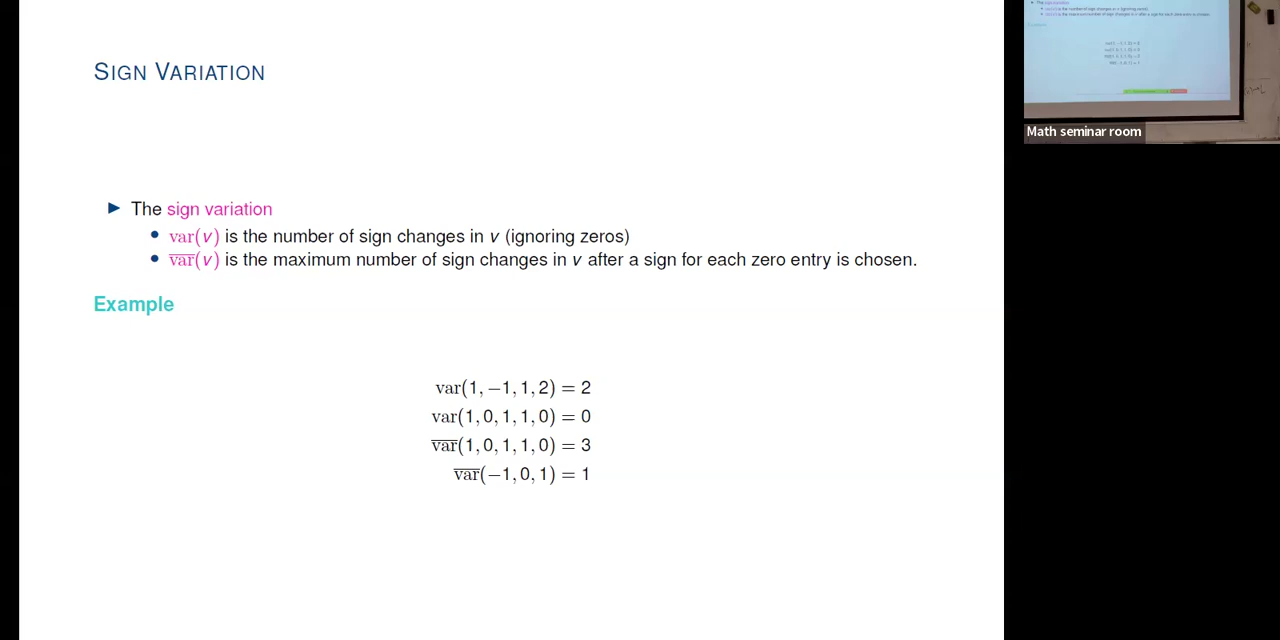 SIGN VARIATION
► The sign variation
• var(v) is the number of sign changes in v (ignoring zeros)
• v̅a̅r̅(v) is the maximum number of sign changes in v after a sign for each zero entry is chosen.
Example
var(1, −1, 1, 2) = 2
var(1, 0, 1, 1, 0) = 0
v̅a̅r̅(1, 0, 1, 1, 0) = 3
v̅a̅r̅(−1, 0, 1) = 1
Math seminar room